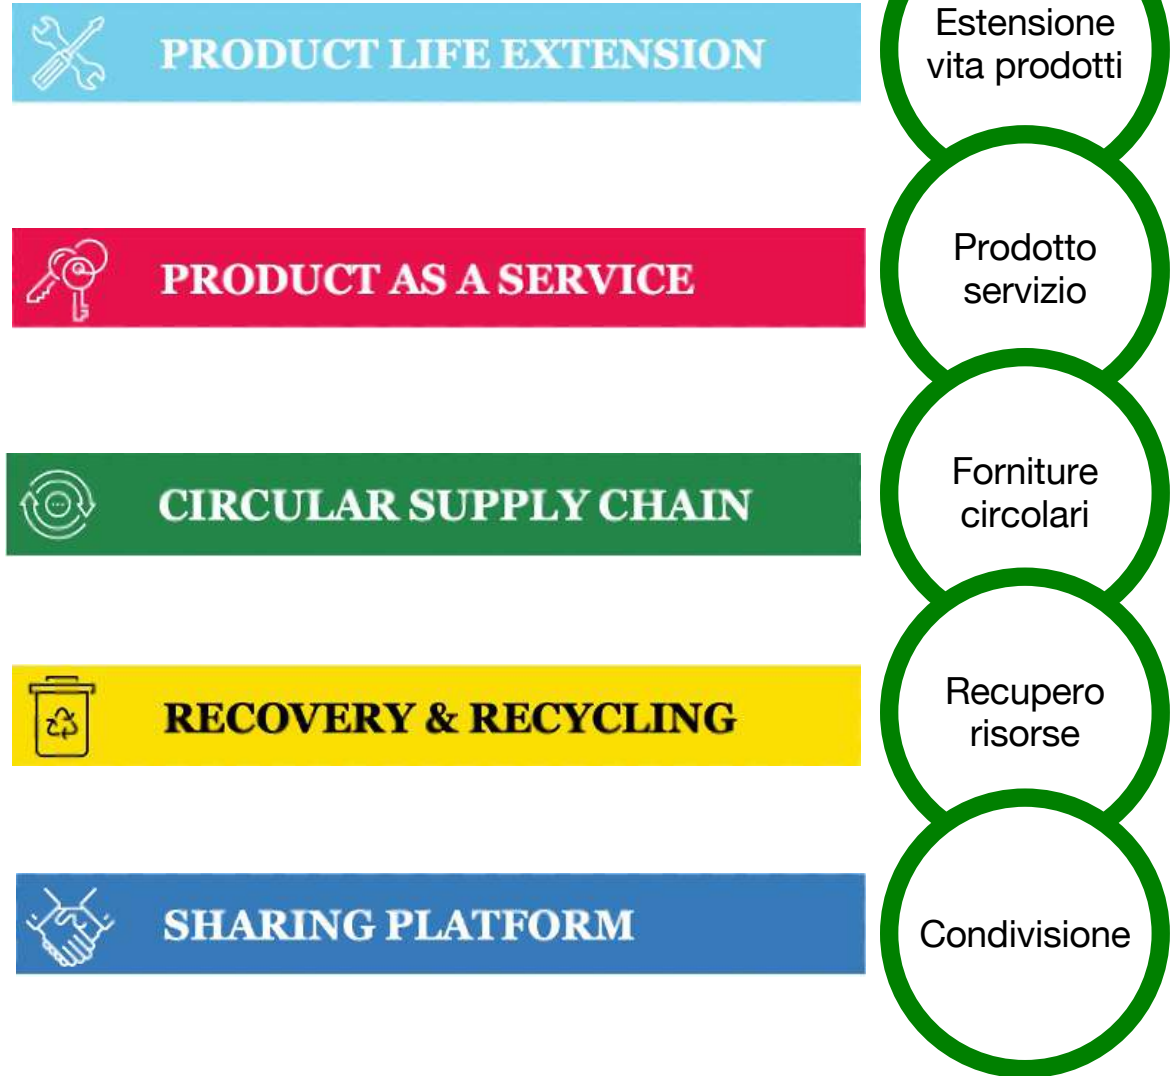 PRODUCT LIFE EXTENSION
Estensione
vita prodotti
PRODUCT AS A SERVICE
Prodotto
servizio
CIRCULAR SUPPLY CHAIN
Forniture
circolari
RECOVERY & RECYCLING
Recupero
risorse
SHARING PLATFORM
Condivisione